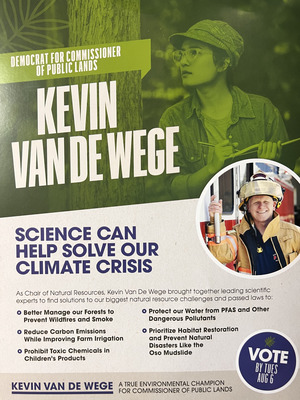 DEMOCRAT FOR COMMISSIONER
OF PUBLIC LANDS
KEVIN
VAN DE WEGE
SCIENCE CAN
HELP SOLVE OUR
CLIMATE CRISIS
As Chair of Natural Resources, Kevin Van De Wege brought together leading scientific
experts to find solutions to our biggest natural resource challenges and passed laws to:
Better Manage our Forests to
Prevent Wildfires and Smoke
Reduce Carbon Emissions
While Improving Farm Irrigation
Prohibit Toxic Chemicals in
Children's Products
Protect our Water from PFAS and Other
Dangerous Pollutants
Prioritize Habitat Restoration
and Prevent Natural
Disasters Like the
Oso Mudslide
VOTE
BY TUES
AUG 6
KEVIN VAN DE WEGE
A TRUE ENVIRONMENTAL CHAMPION
FOR COMMISSIONER OF PUBLIC LANDS